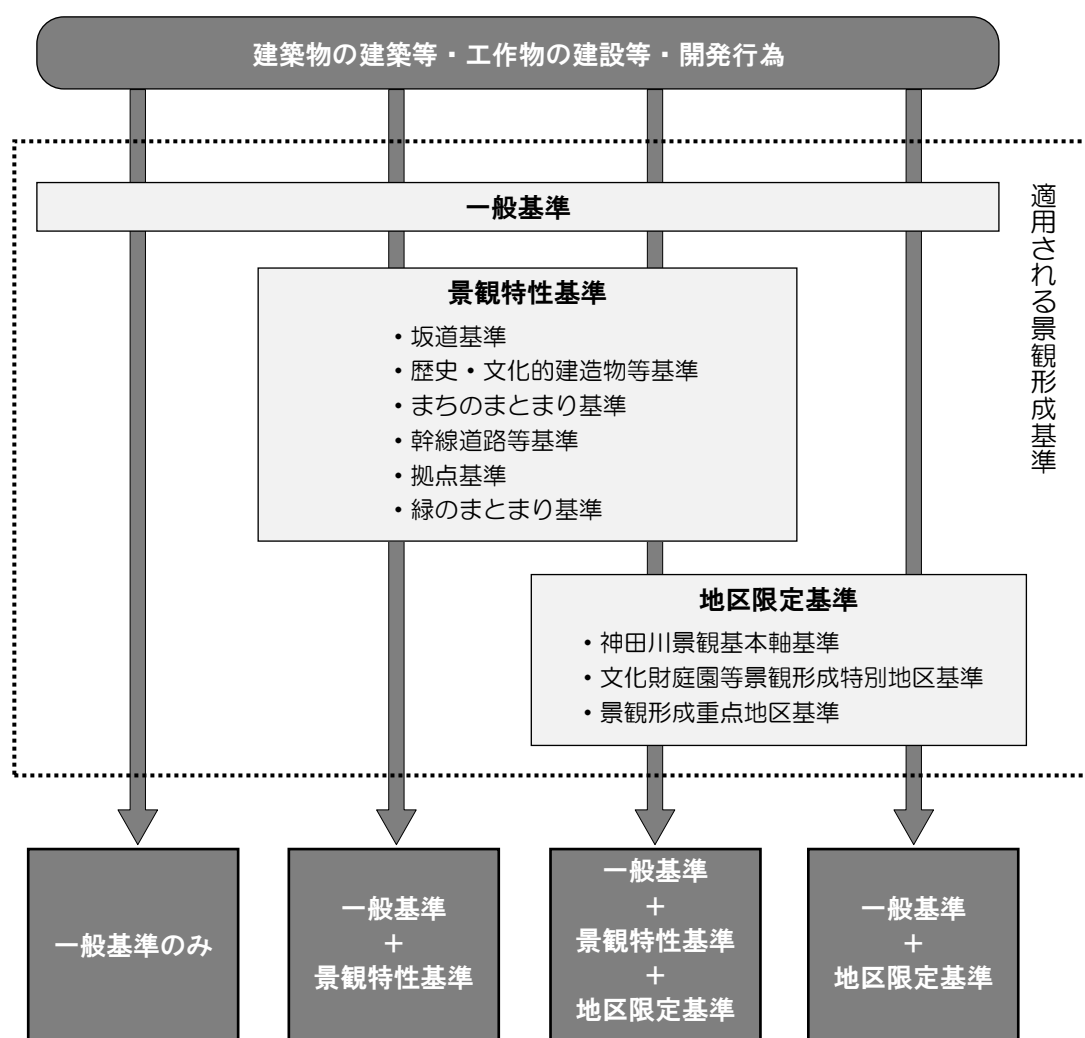 建築物の建築等・工作物の建設等・開発行為
一般基準
適用される景観形成基準
景観特性基準
・坂道基準
・歴史・文化的建造物等基準
・まちのまとまり基準
・幹線道路等基準
・拠点基準
・緑のまとまり基準
地区限定基準
・神田川景観基本軸基準
・文化財庭園等景観形成特別地区基準
・景観形成重点地区基準
一般基準のみ
一般基準
+
景観特性基準
一般基準
+
景観特性基準
+
地区限定基準
一般基準
+
地区限定基準